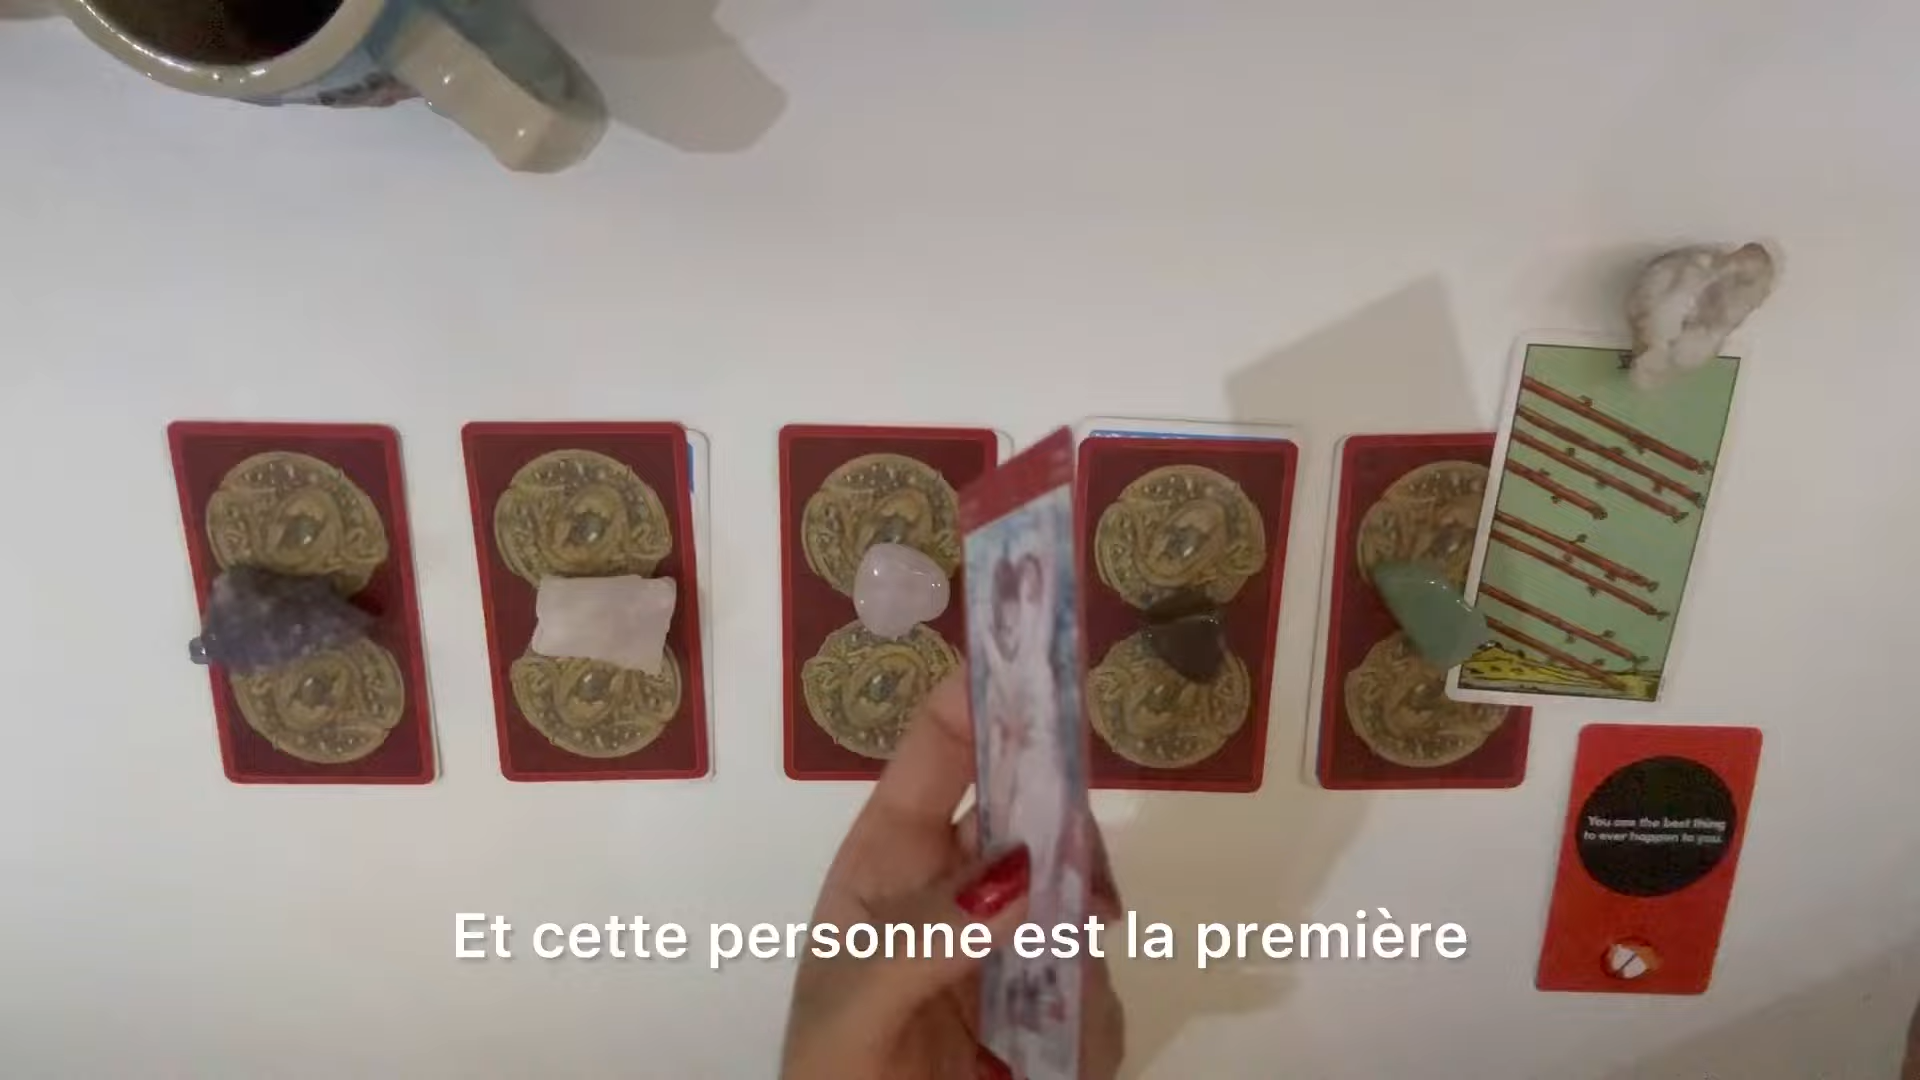 You are the best thing
to ever happen to you.
Et cette personne est la première